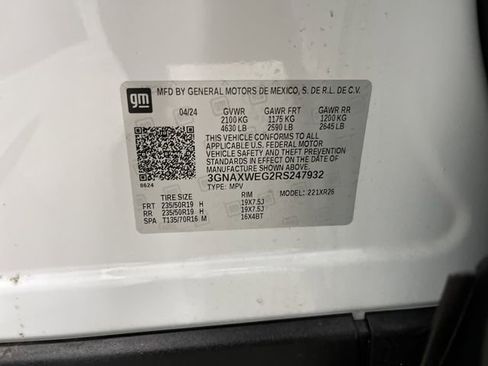 gm
MFD BY GENERAL MOTORS DE MEXICO, S. DE R.L. DE C.V.
04/24 GVWR GAWR FRT GAWR RR
2100 KG 1175 KG 1200 KG
4630 LB 2590 LB 2645 LB
THIS VEHICLE CONFORMS TO ALL
APPLICABLE U.S. FEDERAL MOTOR
VEHICLE SAFETY AND THEFT PREVENTION
STANDARDS IN EFFECT ON THE DATE OF
MANUFACTURE SHOWN ABOVE.
3GNAXWEG2RS247932
8624
TYPE: MPV MODEL: 221XR26
TIRE SIZE RIM
FRT 235/50R19 H 19X7.5J
RR 235/50R19 H 19X7.5J
SPA T135/70R16 M 16X4BT